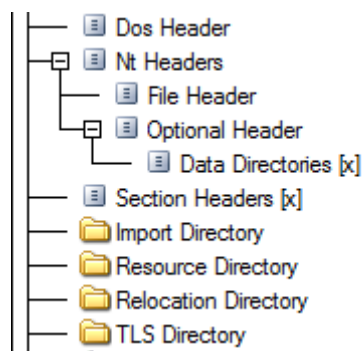 Dos Header
Nt Headers
File Header
Optional Header
Data Directories [x]
Section Headers [x]
Import Directory
Resource Directory
Relocation Directory
TLS Directory